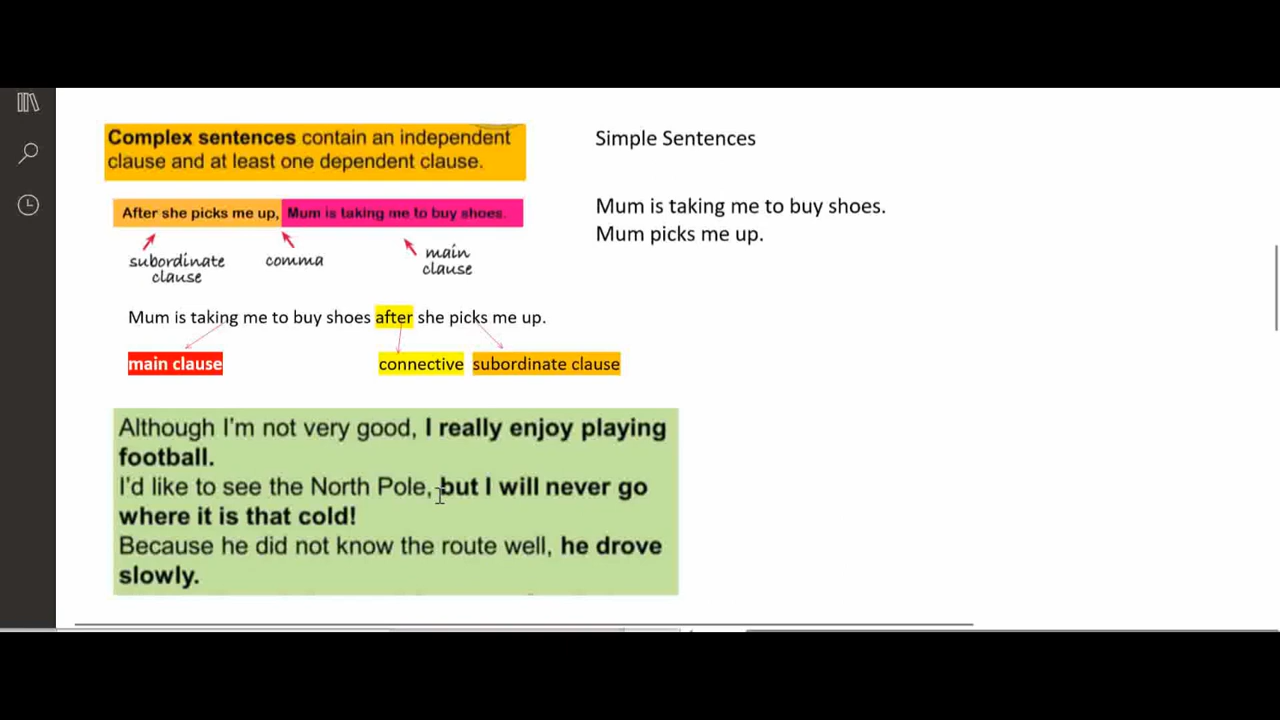 Complex sentences contain an independent
clause and at least one dependent clause.
After she picks me up, Mum is taking me to buy shoes.
subordinate
clause
comma
main
clause
Mum is taking me to buy shoes after she picks me up.
main clause
connective
subordinate clause
Although I'm not very good, I really enjoy playing
football.
I'd like to see the North Pole, but I will never go
where it is that cold!
Because he did not know the route well, he drove
slowly.
Simple Sentences
Mum is taking me to buy shoes.
Mum picks me up.